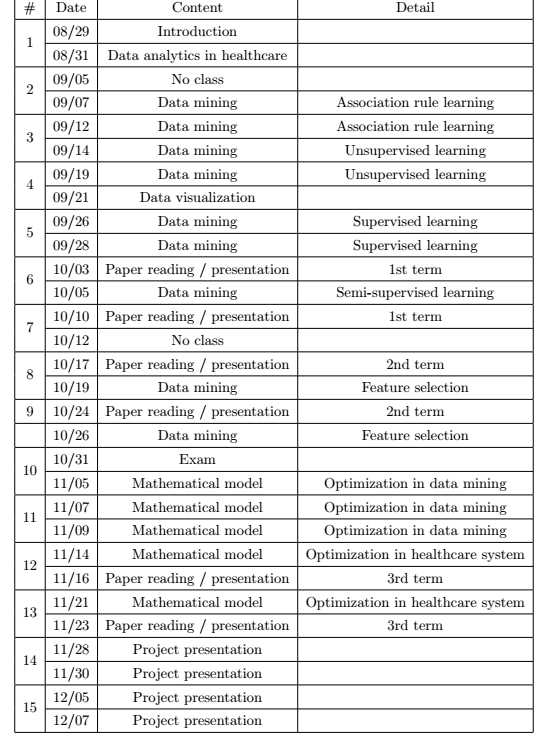 # Date Content Detail
1 08/29 Introduction
08/31 Data analytics in healthcare
2 09/05 No class
09/07 Data mining Association rule learning
3 09/12 Data mining Association rule learning
09/14 Data mining Unsupervised learning
4 09/19 Data mining Unsupervised learning
09/21 Data visualization
5 09/26 Data mining Supervised learning
09/28 Data mining Supervised learning
6 10/03 Paper reading / presentation 1st term
10/05 Data mining Semi-supervised learning
7 10/10 Paper reading / presentation 1st term
10/12 No class
8 10/17 Paper reading / presentation 2nd term
10/19 Data mining Feature selection
9 10/24 Paper reading / presentation 2nd term
10/26 Data mining Feature selection
10 10/31 Exam
11/05 Mathematical model Optimization in data mining
11 11/07 Mathematical model Optimization in data mining
11/09 Mathematical model Optimization in data mining
12 11/14 Mathematical model Optimization in healthcare system
11/16 Paper reading / presentation 3rd term
13 11/21 Mathematical model Optimization in healthcare system
11/23 Paper reading / presentation 3rd term
14 11/28 Project presentation
11/30 Project presentation
15 12/05 Project presentation
12/07 Project presentation